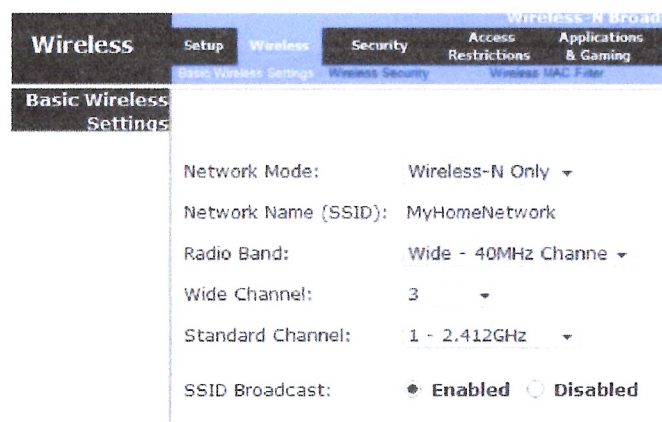 Wireless-N Broad
Wireless
Setup Wireless Security Access Restrictions Applications & Gaming
Basic Wireless Settings Wireless Security Wireless MAC Filter
Basic Wireless
Settings
Network Mode: Wireless-N Only
Network Name (SSID): MyHomeNetwork
Radio Band: Wide - 40MHz Channe
Wide Channel: 3
Standard Channel: 1 - 2.412GHz
SSID Broadcast: Enabled Disabled